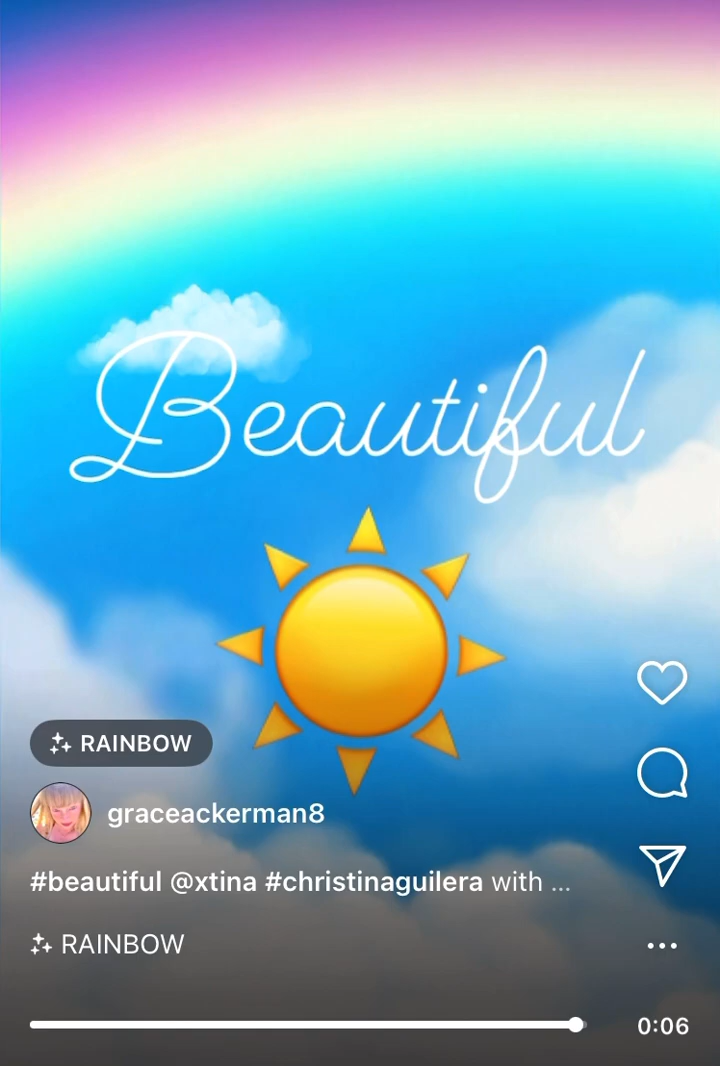 Beautiful
RAINBOW
graceackerman8
#beautiful @xtina #christinaguilera with ...
RAINBOW
0:06